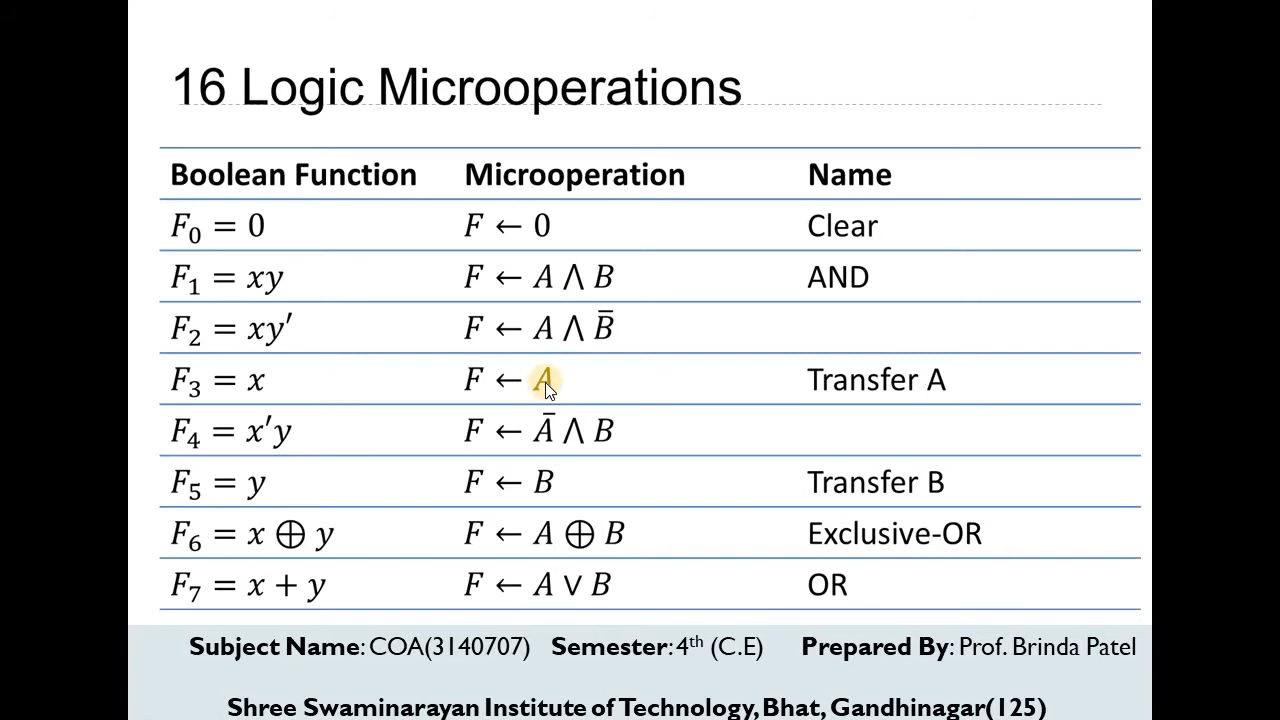 16 Logic Microoperations
Boolean Function Microoperation Name
F₀ = 0 F ← 0 Clear
F₁ = xy F ← A ⋀ B AND
F₂ = xy′ F ← A ⋀ B̅
F₃ = x F ← A Transfer A
F₄ = x′y F ← A̅ ⋀ B
F₅ = y F ← B Transfer B
F₆ = x ⊕ y F ← A ⊕ B Exclusive-OR
F₇ = x + y F ← A ∨ B OR
Subject Name: COA(3140707) Semester: 4th (C.E) Prepared By: Prof. Brinda Patel
Shree Swaminarayan Institute of Technology, Bhat, Gandhinagar(125)